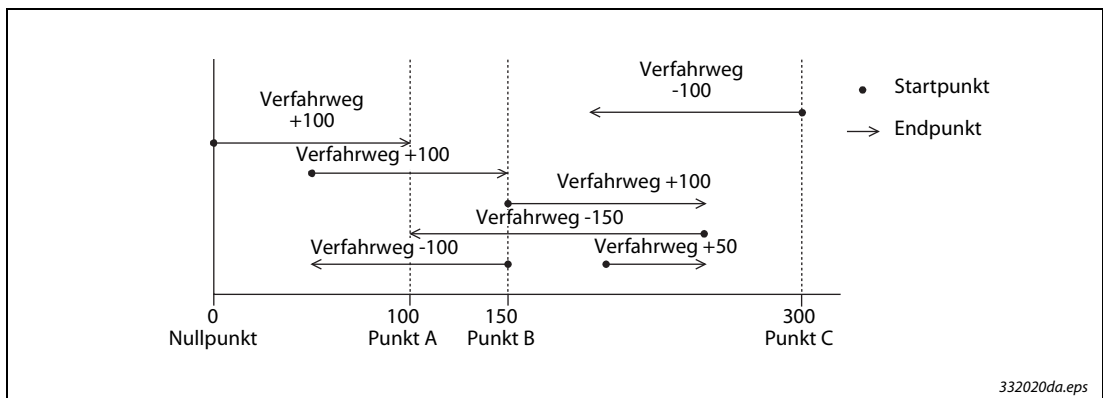 Verfahrweg
-100
Startpunkt
Verfahrweg
+100
Endpunkt
Verfahrweg +100
Verfahrweg +100
Verfahrweg -150
Verfahrweg -100
Verfahrweg +50
0
100
150
300
Nullpunkt
Punkt A
Punkt B
Punkt C
332020da.eps